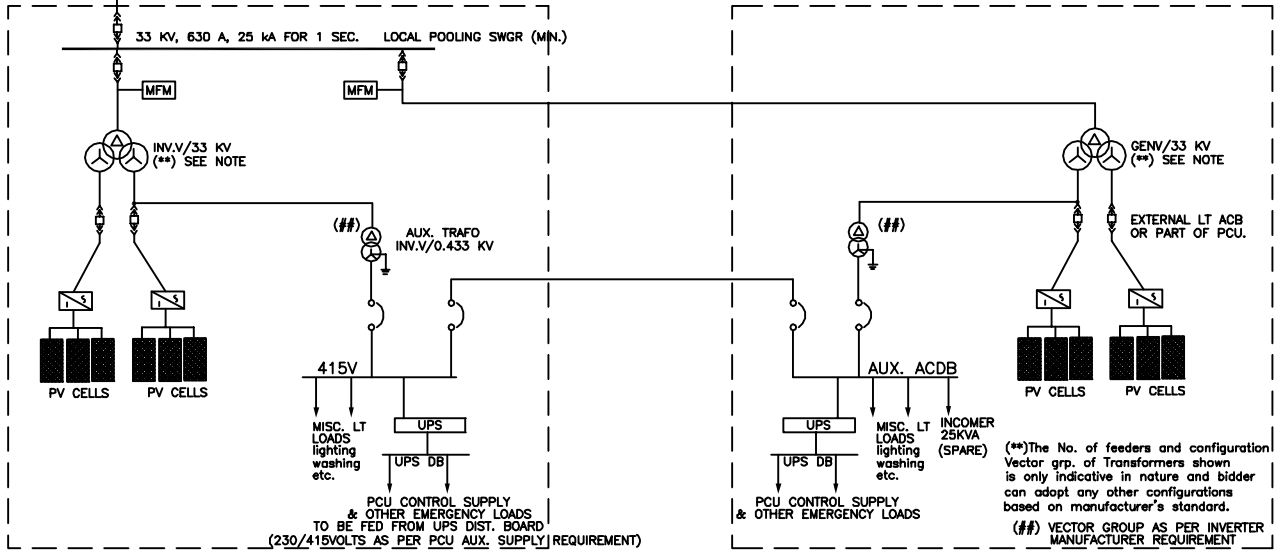 33 KV, 630 A, 25 kA FOR 1 SEC. LOCAL POOLING SWGR (MIN.)
MFM
MFM
INV.V/33 KV
(**) SEE NOTE
GENV/33 KV
(**) SEE NOTE
(##)
AUX. TRAFO
INV.V/0.433 KV
(##)
EXTERNAL LT ACB
OR PART OF PCU.
S
I
S
I
S
I
S
I
PV CELLS
PV CELLS
PV CELLS
PV CELLS
415V
AUX. ACDB
MISC. LT
LOADS
lighting
washing
etc.
UPS
UPS DB
PCU CONTROL SUPPLY
& OTHER EMERGENCY LOADS
TO BE FED FROM UPS DIST. BOARD
(230/415VOLTS AS PER PCU AUX. SUPPLY REQUIREMENT)
UPS
UPS DB
PCU CONTROL SUPPLY
& OTHER EMERGENCY LOADS
MISC. LT
LOADS
lighting
washing
etc.
INCOMER
25KVA
(SPARE)
(**)The No. of feeders and configuration
Vector grp. of Transformers shown
is only indicative in nature and bidder
can adopt any other configurations
based on manufacturer's standard.
(##) VECTOR GROUP AS PER INVERTER
MANUFACTURER REQUIREMENT